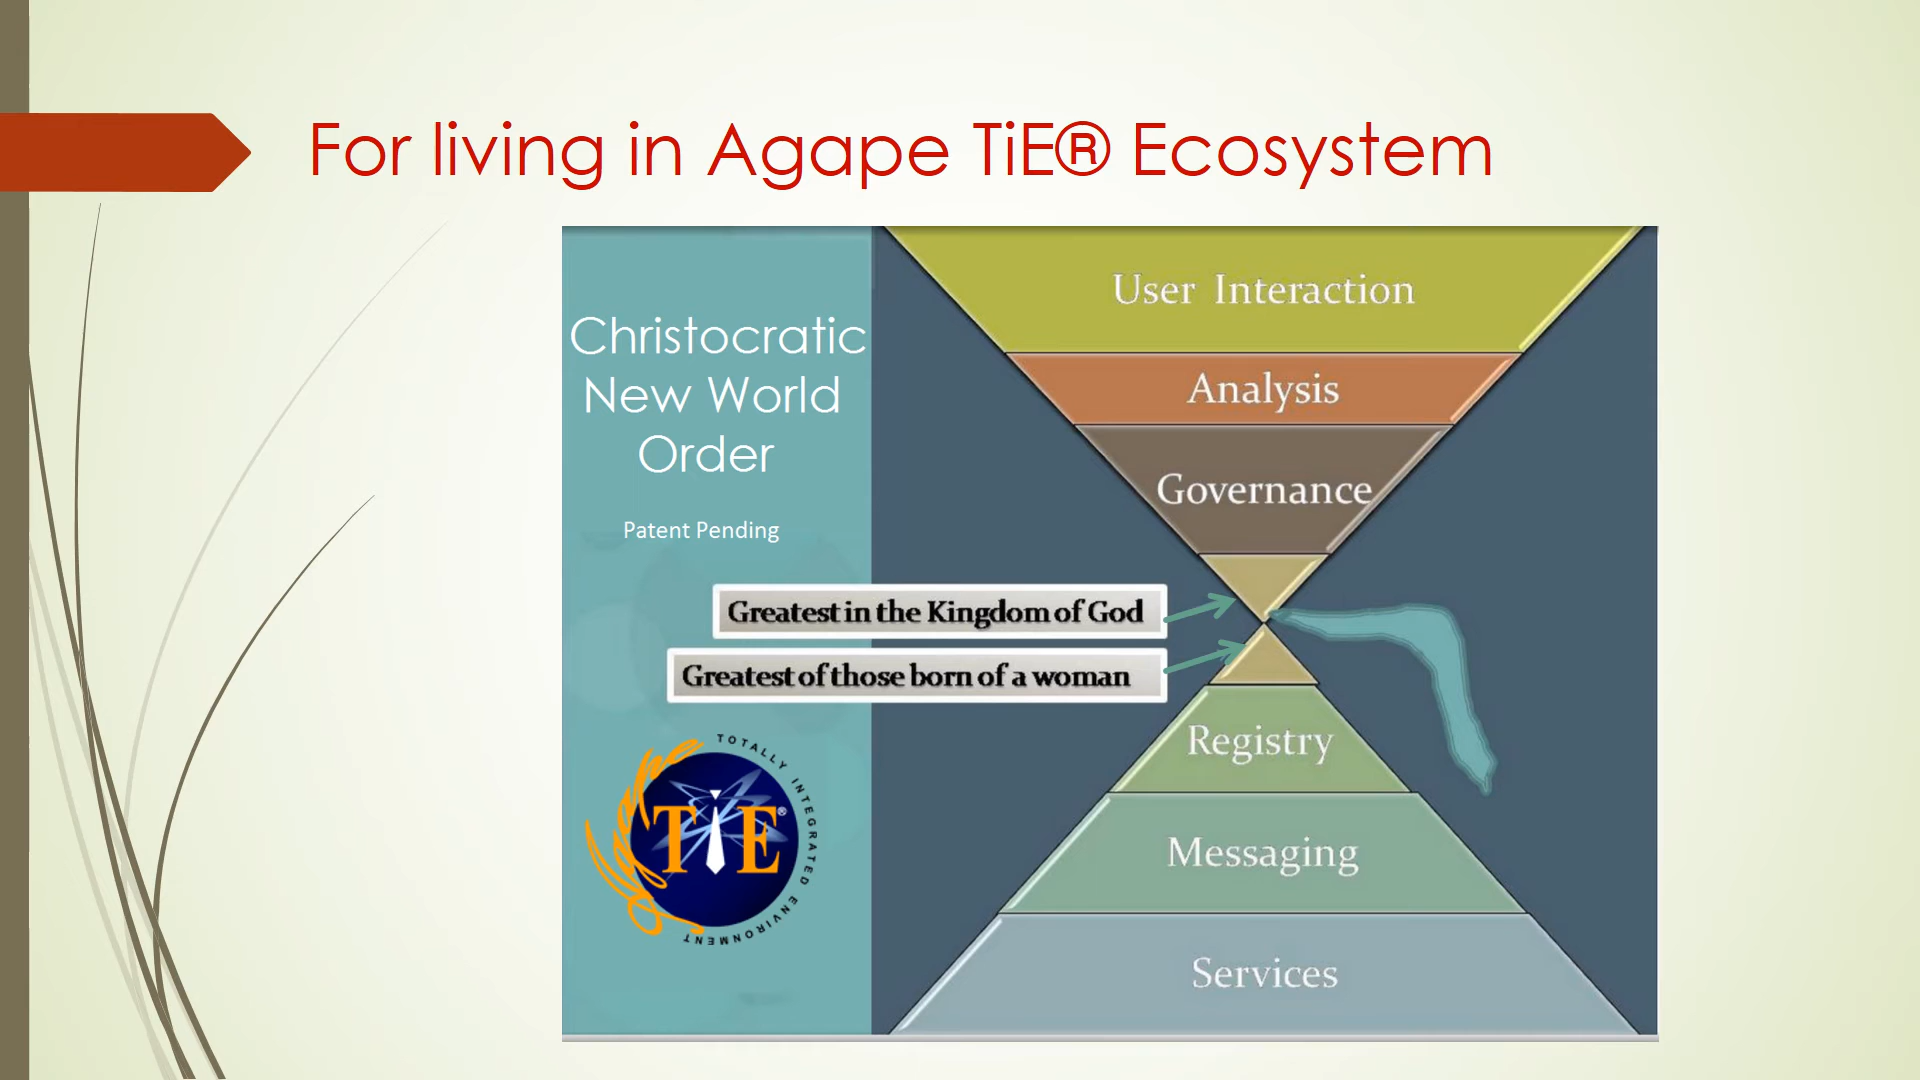 For living in Agape TiE® Ecosystem
Christocratic
New World
Order
Patent Pending
User Interaction
Analysis
Governance
Greatest in the Kingdom of God
Greatest of those born of a woman
Registry
Messaging
Services
TiE®
TOTALLY INTEGRATED ENVIRONMENT